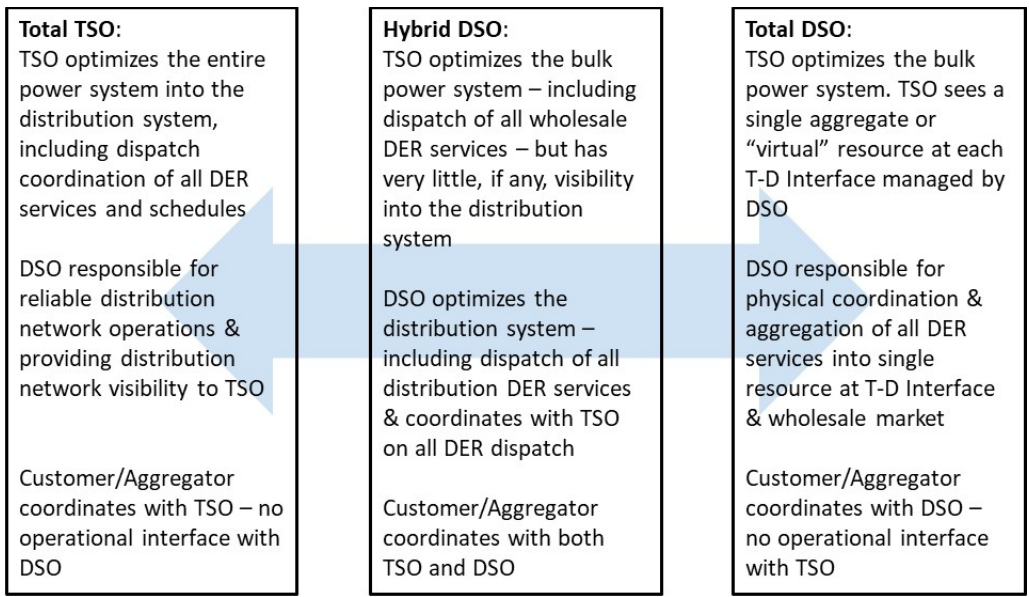 Total TSO:
TSO optimizes the entire
power system into the
distribution system,
including dispatch
coordination of all DER
services and schedules
DSO responsible for
reliable distribution
network operations &
providing distribution
network visibility to TSO
Customer/Aggregator
coordinates with TSO – no
operational interface with
DSO
Hybrid DSO:
TSO optimizes the bulk
power system – including
dispatch of all wholesale
DER services – but has
very little, if any, visibility
into the distribution
system
DSO optimizes the
distribution system –
including dispatch of all
distribution DER services
& coordinates with TSO
on all DER dispatch
Customer/Aggregator
coordinates with both
TSO and DSO
Total DSO:
TSO optimizes the bulk
power system. TSO sees a
single aggregate or
“virtual” resource at each
T-D Interface managed by
DSO
DSO responsible for
physical coordination &
aggregation of all DER
services into single
resource at T-D Interface
& wholesale market
Customer/Aggregator
coordinates with DSO –
no operational interface
with TSO